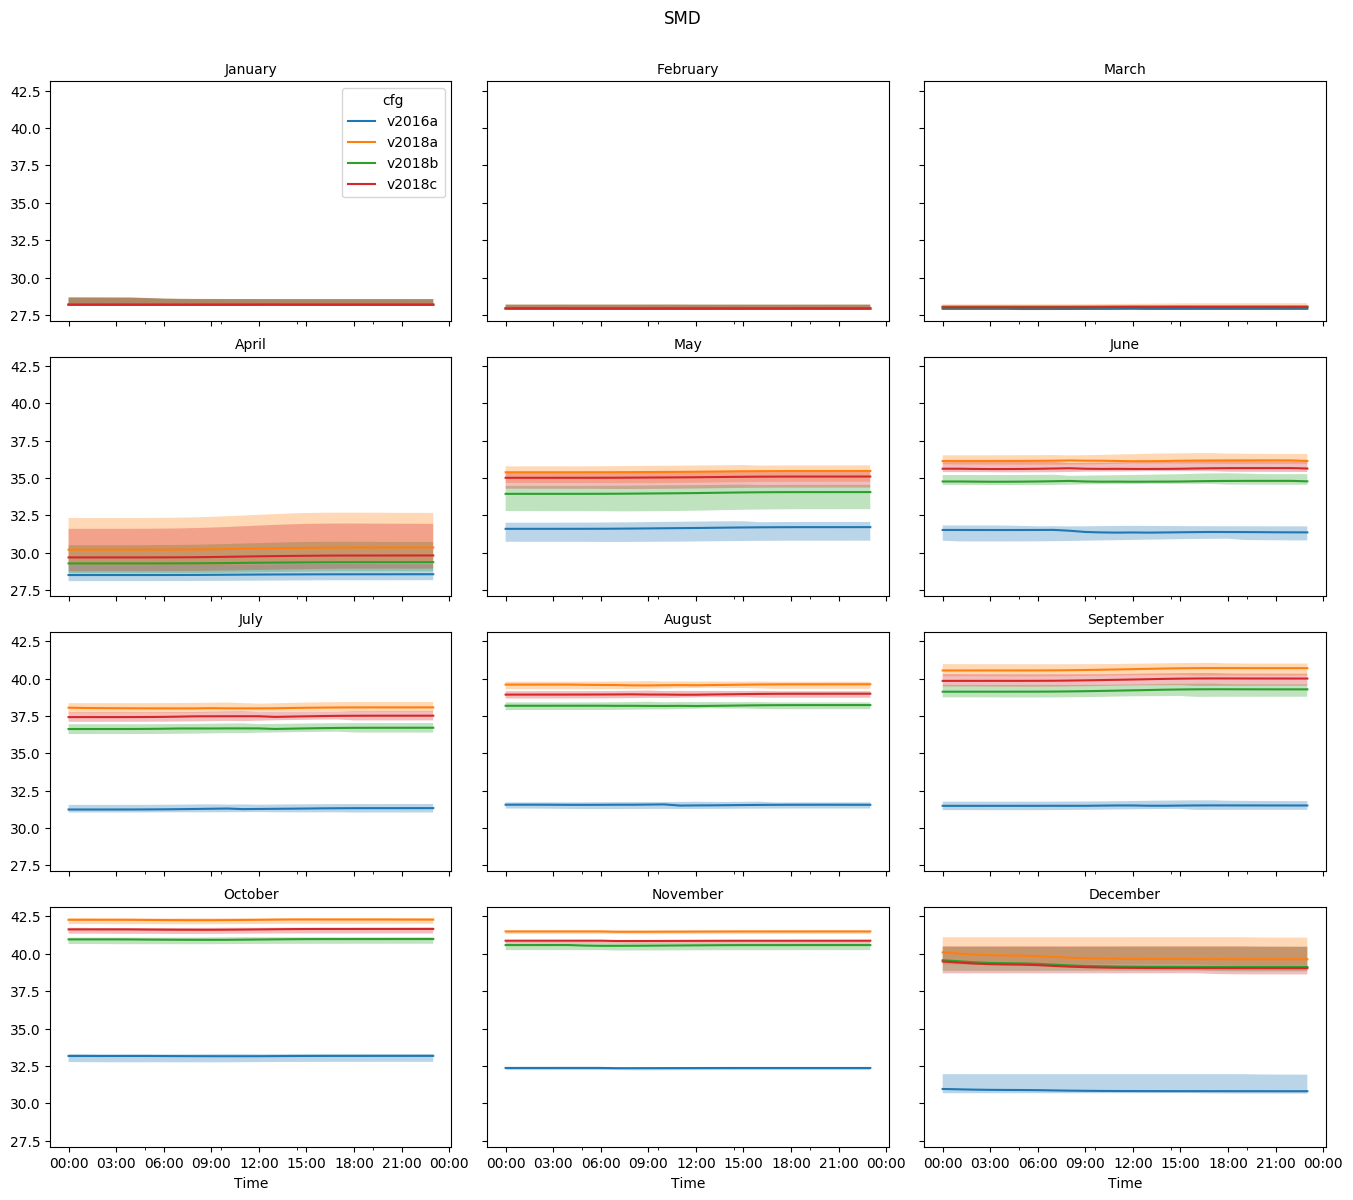 SMD
January February March
42.5
40.0
37.5
35.0
32.5
30.0
27.5
cfg
v2016a
v2018a
v2018b
v2018c
April May June
42.5
40.0
37.5
35.0
32.5
30.0
27.5
July August September
42.5
40.0
37.5
35.0
32.5
30.0
27.5
October November December
42.5
40.0
37.5
35.0
32.5
30.0
27.5
00:00 03:00 06:00 09:00 12:00 15:00 18:00 21:00 00:00 00:00 03:00 06:00 09:00 12:00 15:00 18:00 21:00 00:00 00:00 03:00 06:00 09:00 12:00 15:00 18:00 21:00 00:00
Time Time Time